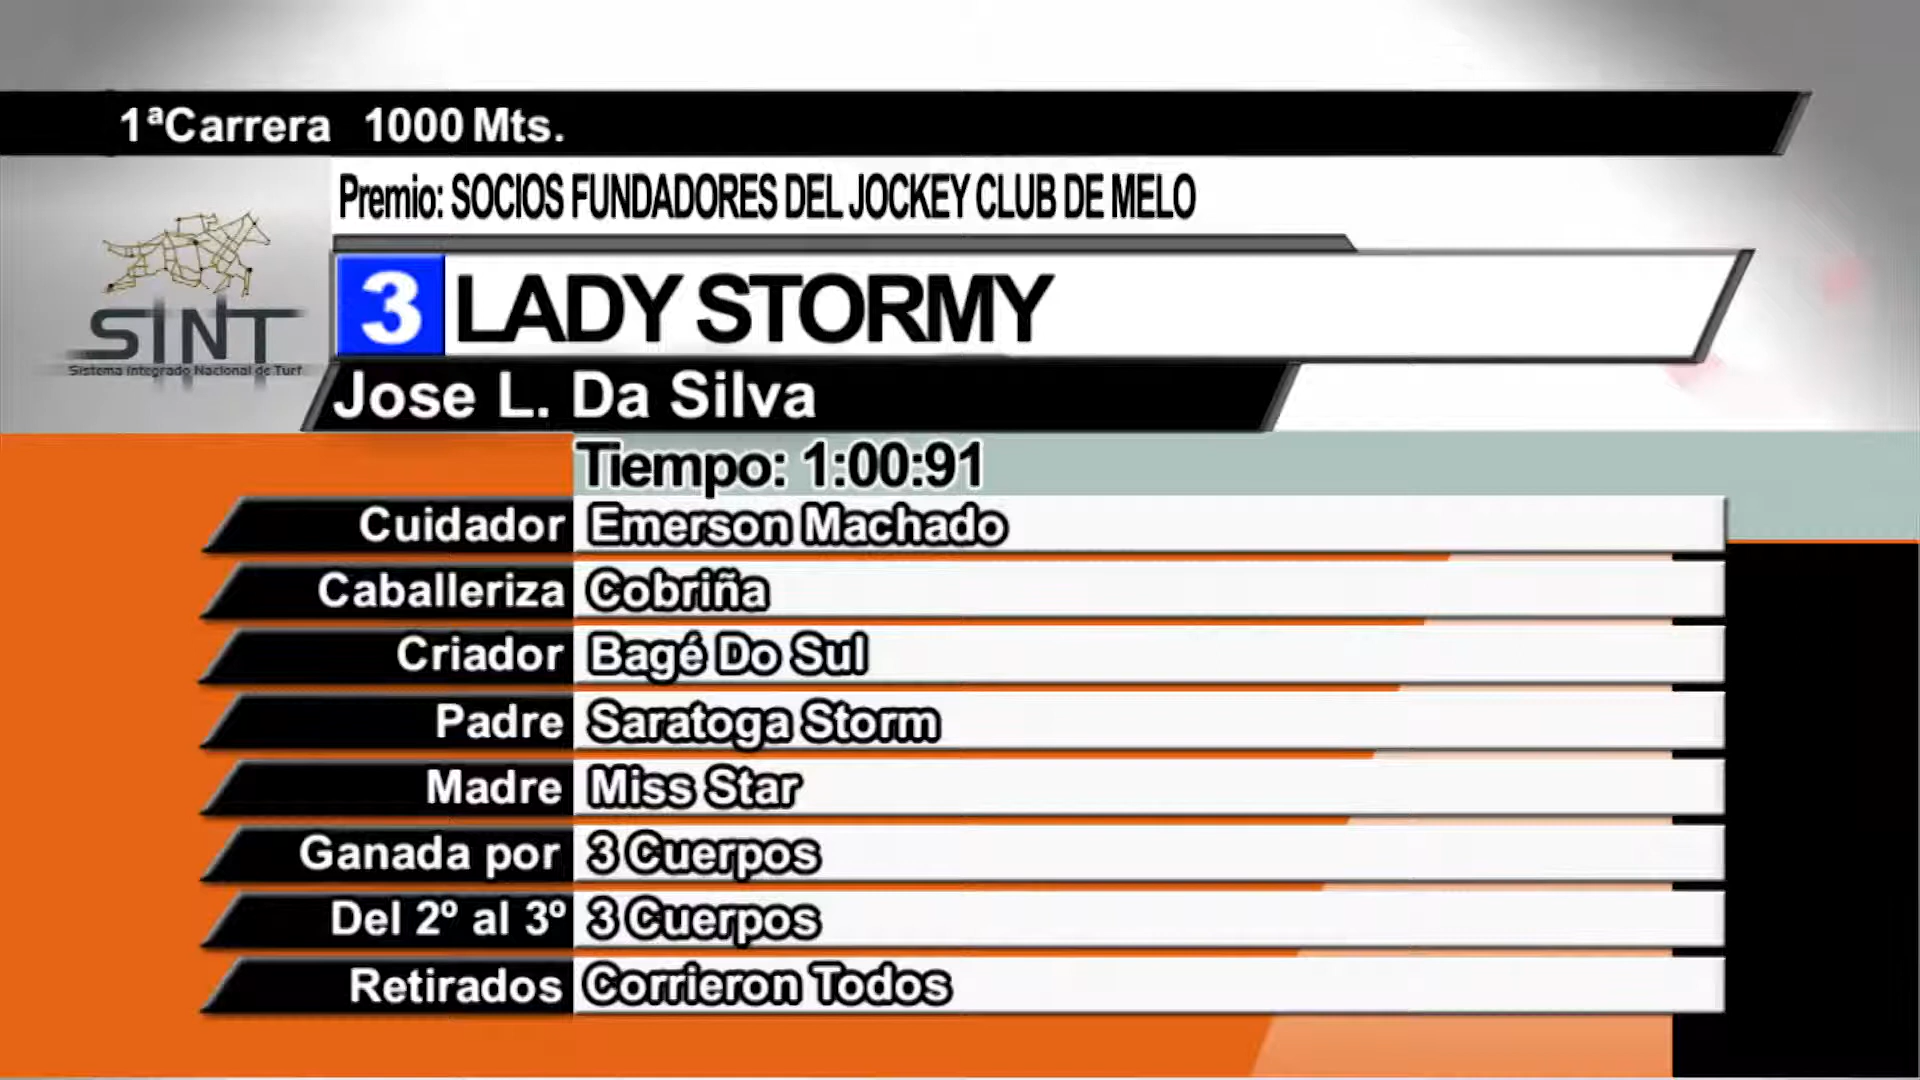 1ªCarrera 1000 Mts.
Premio: SOCIOS FUNDADORES DEL JOCKEY CLUB DE MELO
3 LADY STORMY
SINT
Sistema Integrado Nacional de Turf
Jose L. Da Silva
Tiempo: 1:00:91
Cuidador Emerson Machado
Caballeriza Cobriña
Criador Bagé Do Sul
Padre Saratoga Storm
Madre Miss Star
Ganada por 3 Cuerpos
Del 2º al 3º 3 Cuerpos
Retirados Corrieron Todos